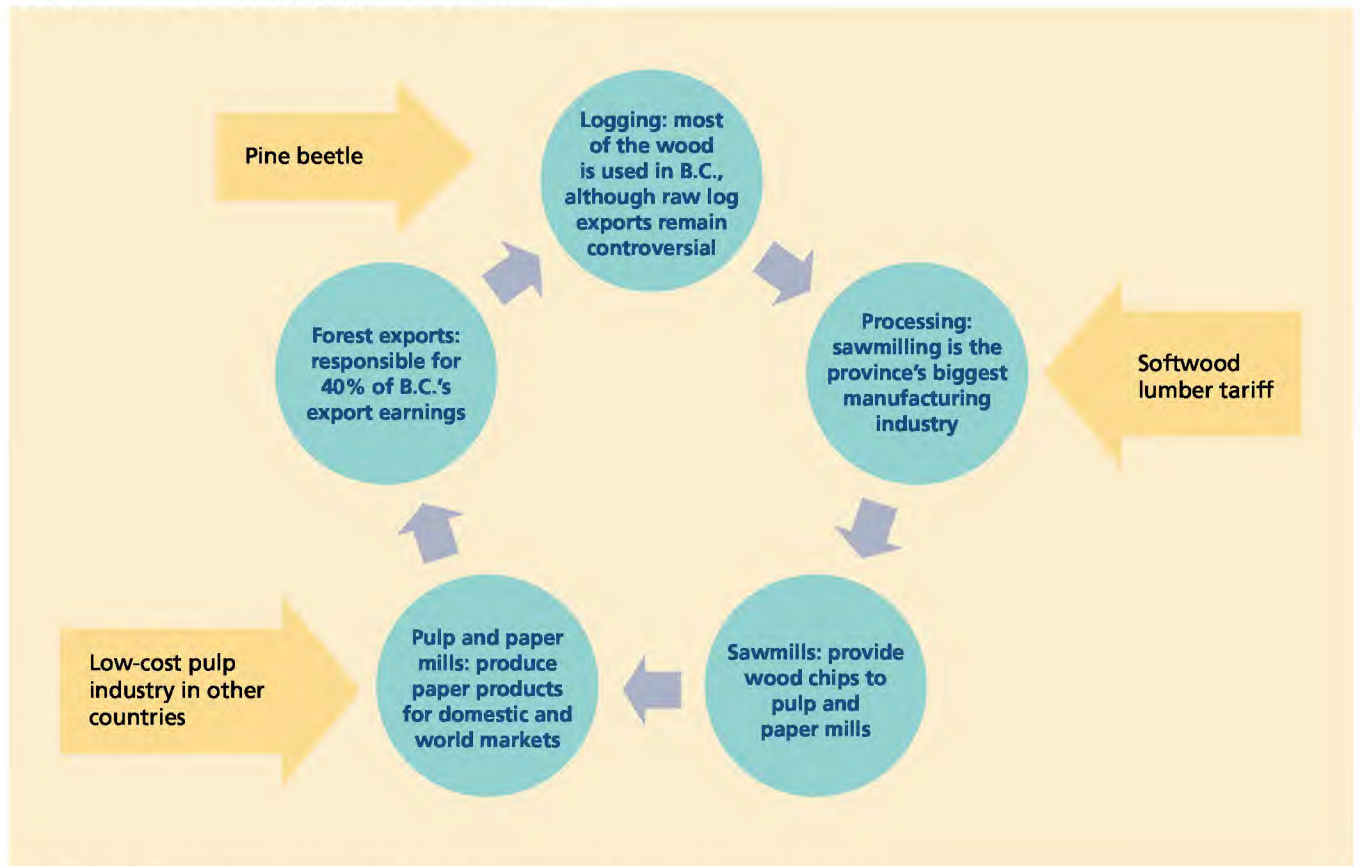 Pine beetle
Logging: most
of the wood
is used in B.C.,
although raw log
exports remain
controversial
Processing:
sawmilling is the
province's biggest
manufacturing
industry
Softwood
lumber tariff
Sawmills: provide
wood chips to
pulp and
paper mills
Pulp and paper
mills: produce
paper products
for domestic and
world markets
Low-cost pulp
industry in other
countries
Forest exports:
responsible for
40% of B.C.'s
export earnings